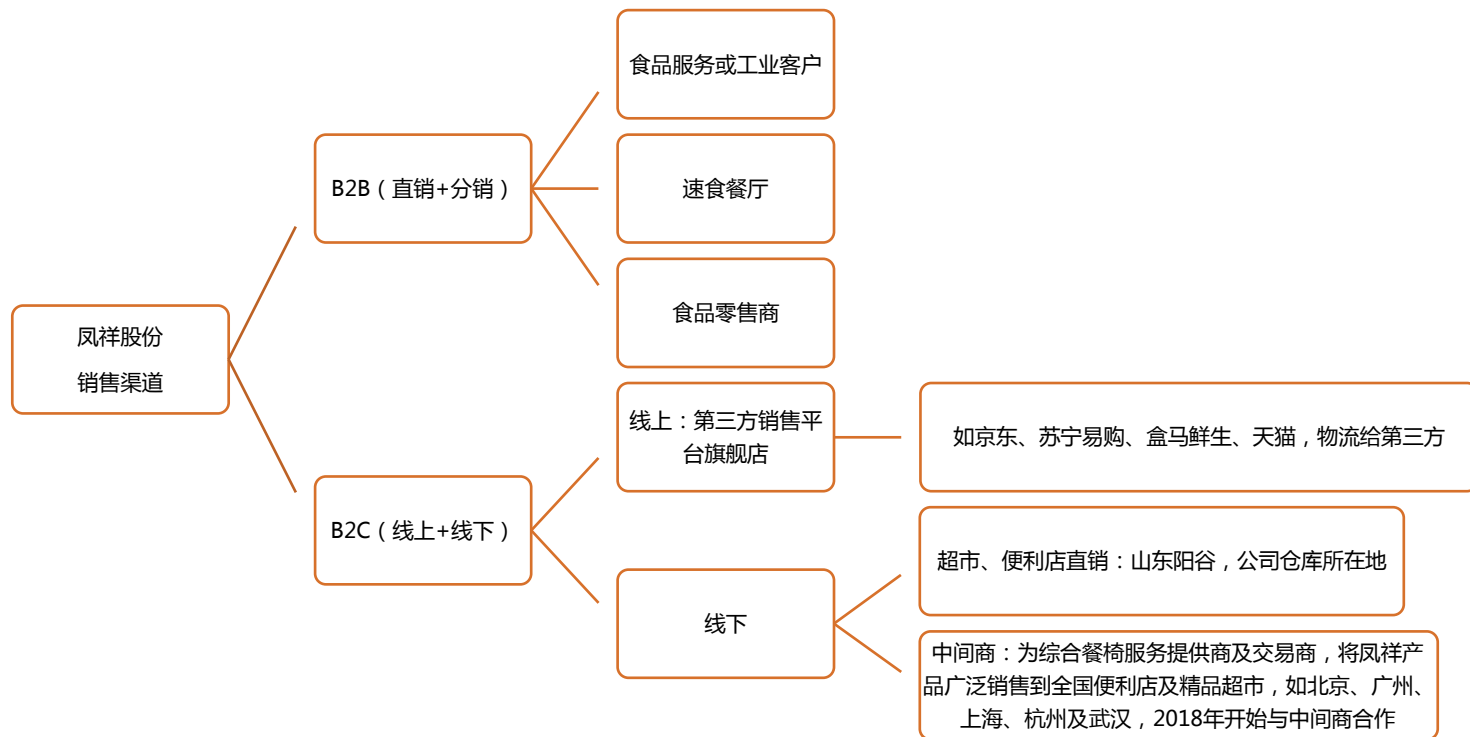 凤祥股份
销售渠道
B2B（直销+分销）
食品服务或工业客户
速食餐厅
食品零售商
B2C（线上+线下）
线上：第三方销售平
台旗舰店
如京东、苏宁易购、盒马鲜生、天猫，物流给第三方
线下
超市、便利店直销：山东阳谷，公司仓库所在地
中间商：为综合餐椅服务提供商及交易商，将凤祥产
品广泛销售到全国便利店及精品超市，如北京、广州、
上海、杭州及武汉，2018年开始与中间商合作